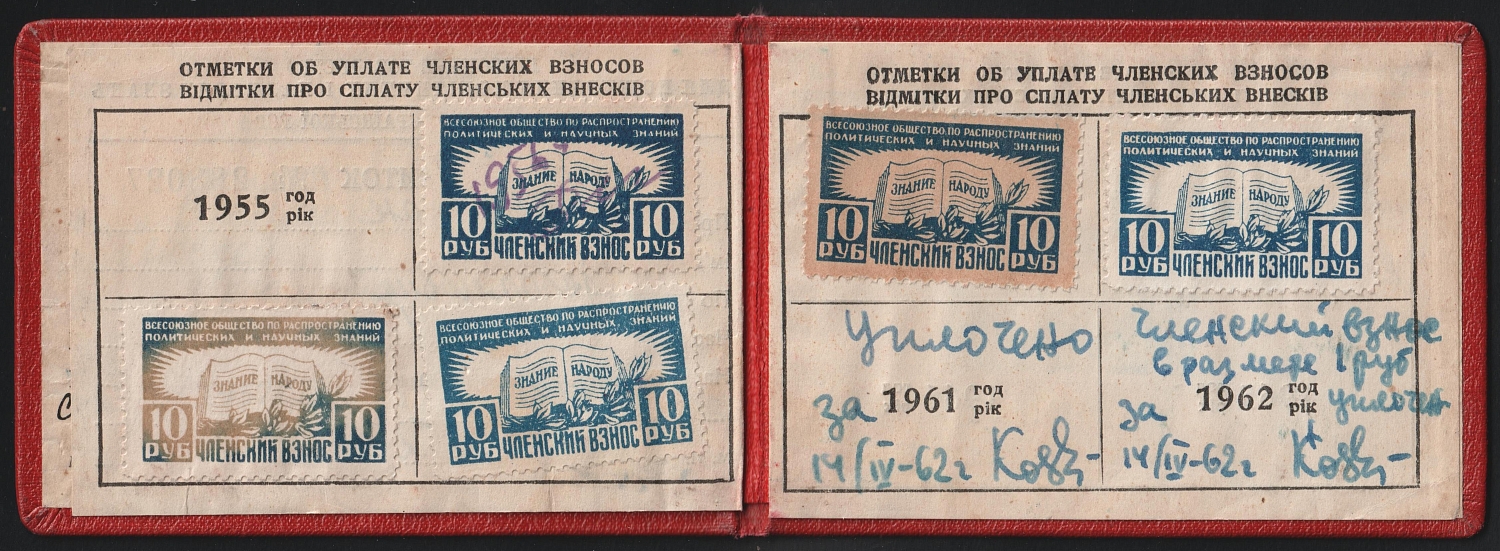 ОТМЕТКИ ОБ УПЛАТЕ ЧЛЕНСКИХ ВЗНОСОВ
ВІДМІТКИ ПРО СПЛАТУ ЧЛЕНСЬКИХ ВНЕСКІВ
1955 год
рік
ВСЕСОЮЗНОЕ ОБЩЕСТВО ПО РАСПРОСТРАНЕНИЮ
ПОЛИТИЧЕСКИХ И НАУЧНЫХ ЗНАНИЙ
1956
ЗНАНИЕ НАРОДУ
10 РУБ ЧЛЕНСКИЙ ВЗНОС 10 РУБ
ВСЕСОЮЗНОЕ ОБЩЕСТВО ПО РАСПРОСТРАНЕНИЮ
ПОЛИТИЧЕСКИХ И НАУЧНЫХ ЗНАНИЙ
ЗНАНИЕ НАРОДУ
10 РУБ ЧЛЕНСКИЙ ВЗНОС 10 РУБ
ВСЕСОЮЗНОЕ ОБЩЕСТВО ПО РАСПРОСТРАНЕНИЮ
ПОЛИТИЧЕСКИХ И НАУЧНЫХ ЗНАНИЙ
ЗНАНИЕ НАРОДУ
10 РУБ ЧЛЕНСКИЙ ВЗНОС 10 РУБ
ОТМЕТКИ ОБ УПЛАТЕ ЧЛЕНСКИХ ВЗНОСОВ
ВІДМІТКИ ПРО СПЛАТУ ЧЛЕНСЬКИХ ВНЕСКІВ
ВСЕСОЮЗНОЕ ОБЩЕСТВО ПО РАСПРОСТРАНЕНИЮ
ПОЛИТИЧЕСКИХ И НАУЧНЫХ ЗНАНИЙ
ЗНАНИЕ НАРОДУ
10 РУБ ЧЛЕНСКИЙ ВЗНОС 10 РУБ
ВСЕСОЮЗНОЕ ОБЩЕСТВО ПО РАСПРОСТРАНЕНИЮ
ПОЛИТИЧЕСКИХ И НАУЧНЫХ ЗНАНИЙ
ЗНАНИЕ НАРОДУ
10 РУБ ЧЛЕНСКИЙ ВЗНОС 10 РУБ
Уплочено
за 1961 год
рік
14/IV-62 г
Членский взнос
в размере 1 руб
за 1962 год
рік уплочен
14/IV-62 г